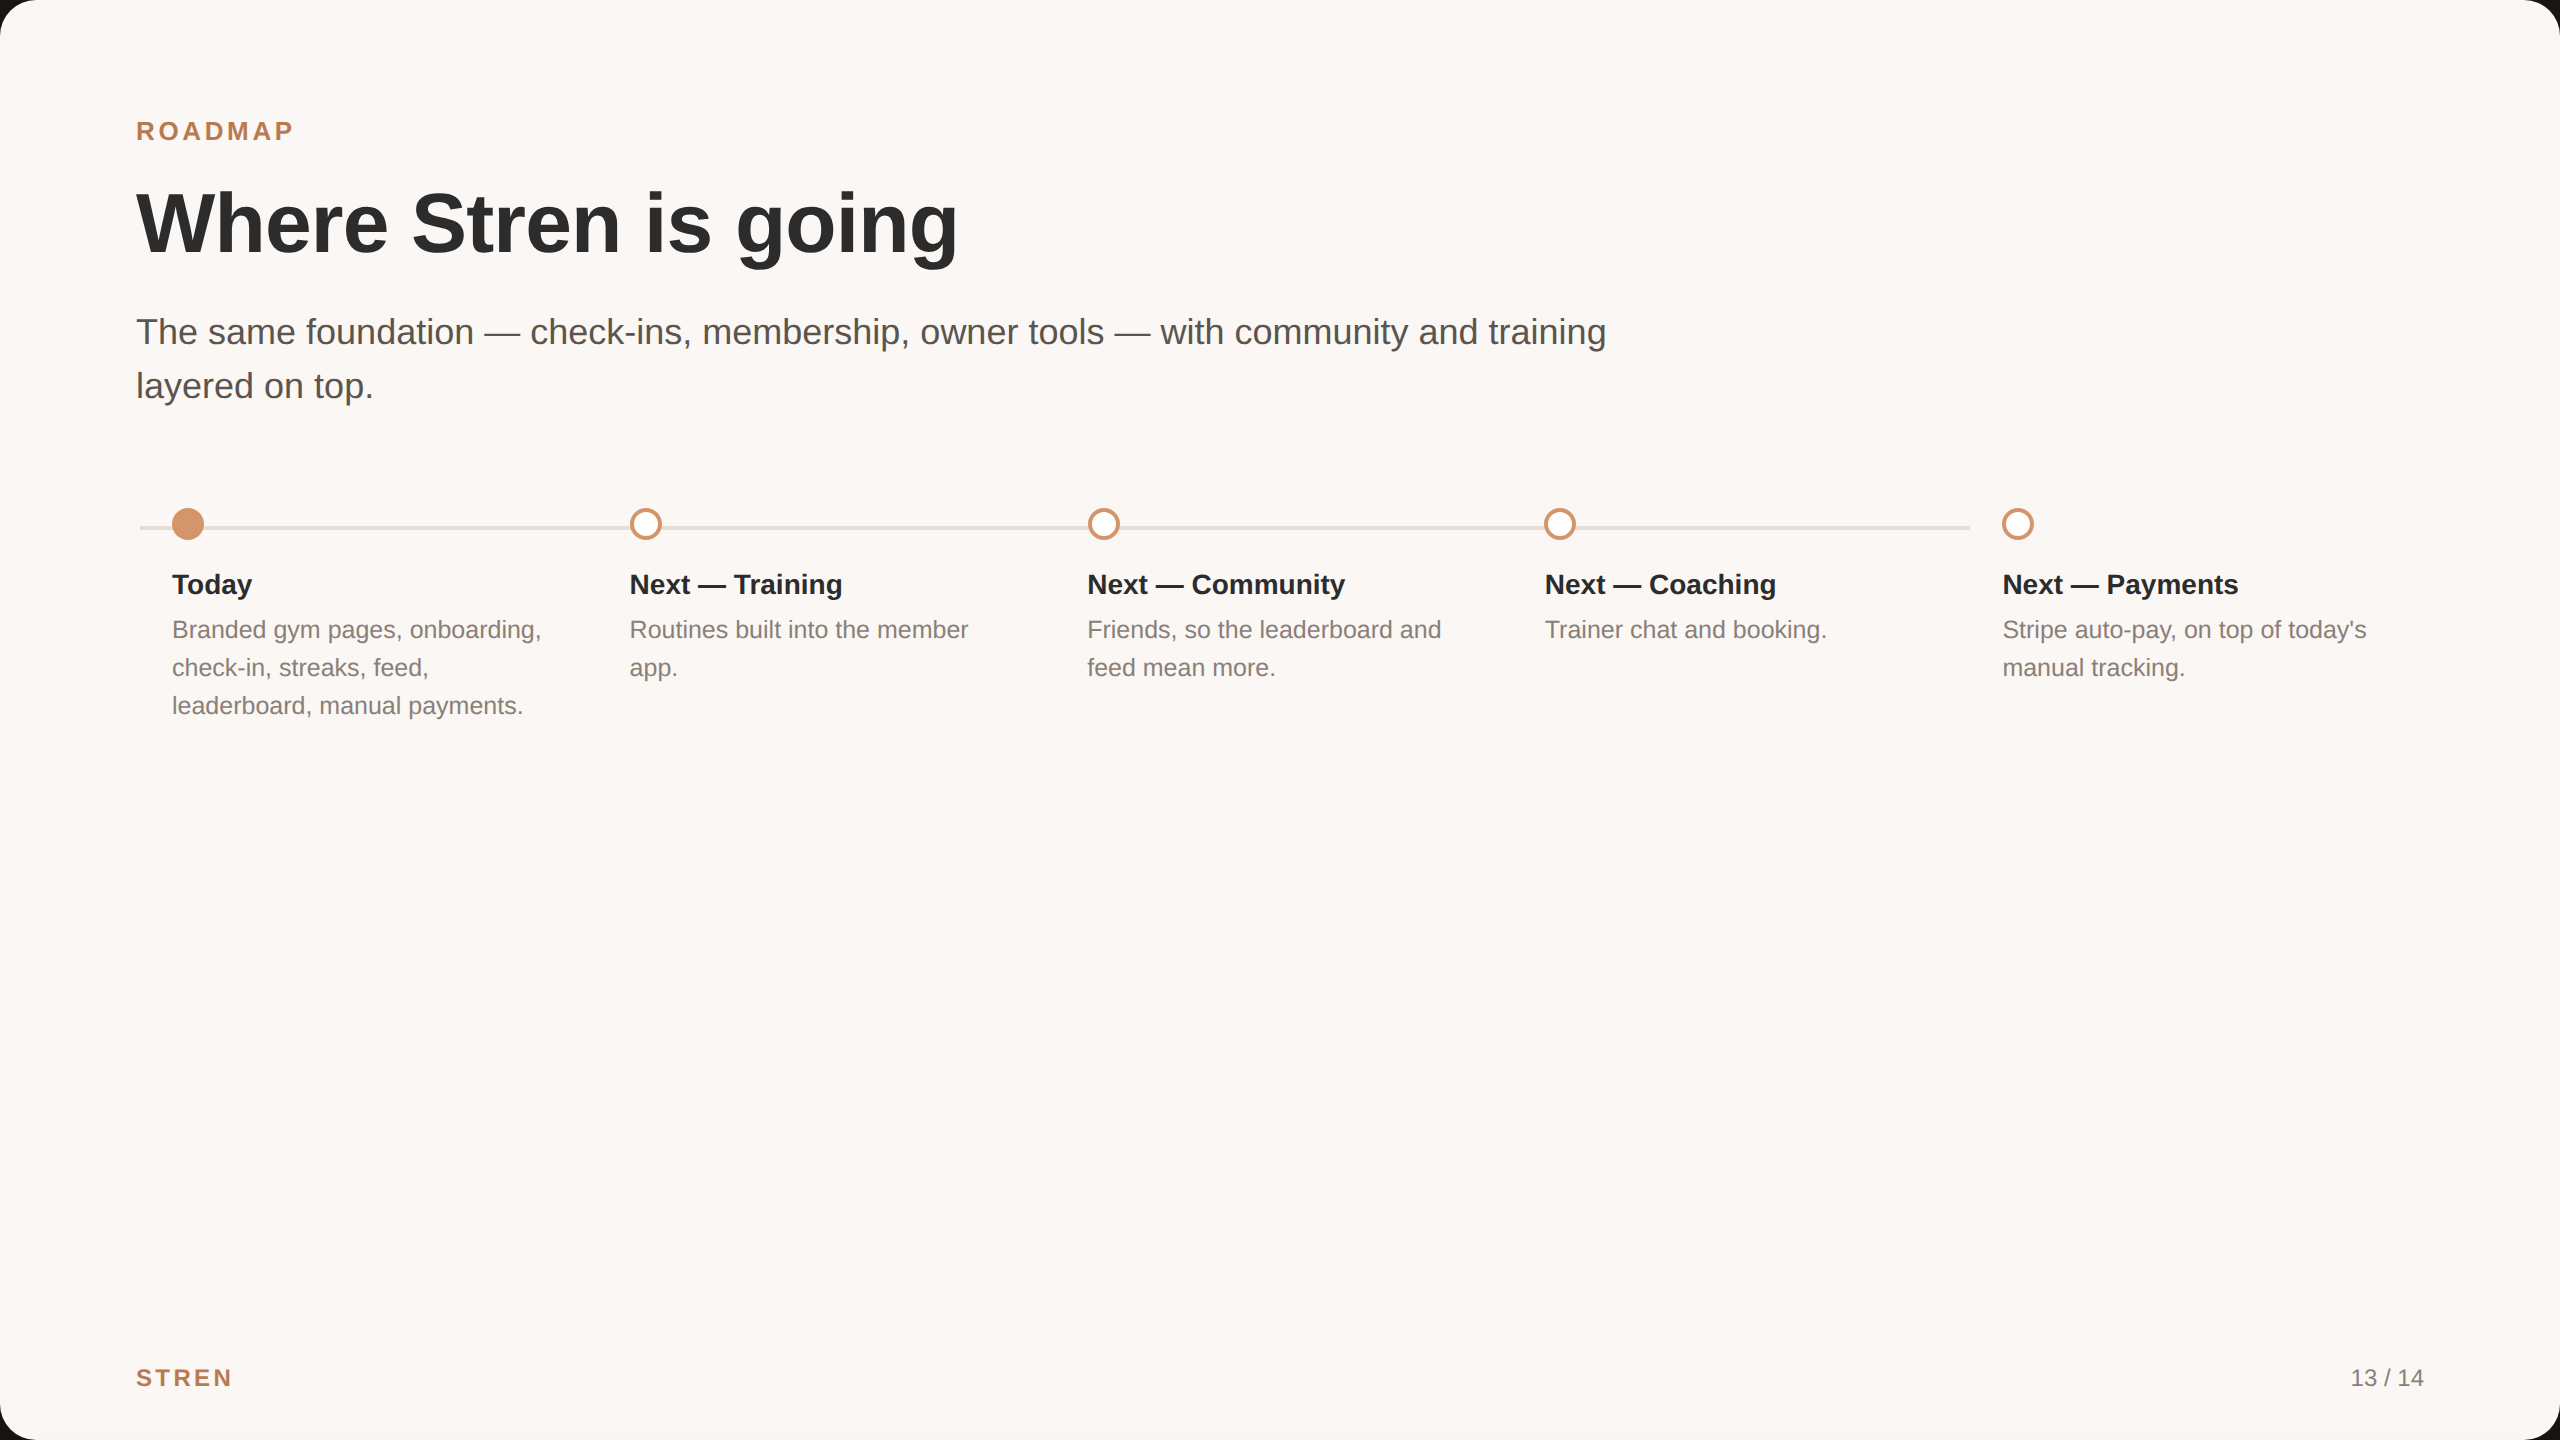 ROADMAP
Where Stren is going
The same foundation — check-ins, membership, owner tools — with community and training
layered on top.
Today
Branded gym pages, onboarding,
check-in, streaks, feed,
leaderboard, manual payments.
Next — Training
Routines built into the member
app.
Next — Community
Friends, so the leaderboard and
feed mean more.
Next — Coaching
Trainer chat and booking.
Next — Payments
Stripe auto-pay, on top of today's
manual tracking.
STREN
13 / 14